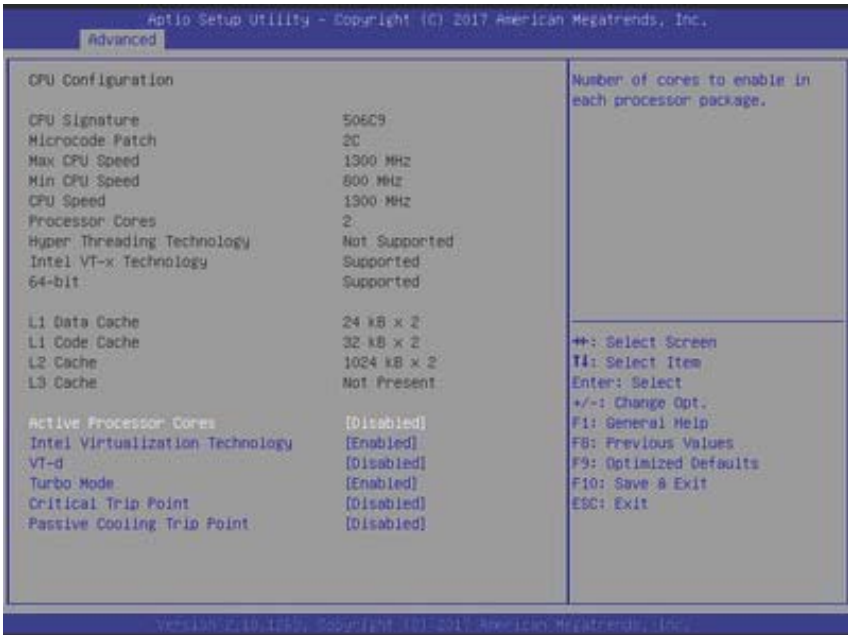 Aptio Setup Utility - Copyright (C) 2017 American Megatrends, Inc.
Advanced
CPU Configuration
CPU Signature 506C9
Microcode Patch 2C
Max CPU Speed 1300 MHz
Min CPU Speed 800 MHz
CPU Speed 1300 MHz
Processor Cores 2
Hyper Threading Technology Not Supported
Intel VT-x Technology Supported
64-bit Supported
L1 Data Cache 24 kB x 2
L1 Code Cache 32 kB x 2
L2 Cache 1024 kB x 2
L3 Cache Not Present
Active Processor Cores [Disabled]
Intel Virtualization Technology [Enabled]
VT-d [Disabled]
Turbo Mode [Enabled]
Critical Trip Point [Disabled]
Passive Cooling Trip Point [Disabled]
Number of cores to enable in
each processor package.
→←: Select Screen
↑↓: Select Item
Enter: Select
+/-: Change Opt.
F1: General Help
F8: Previous Values
F9: Optimized Defaults
F10: Save & Exit
ESC: Exit
Version Copyright (C) 2017 American Megatrends, Inc.